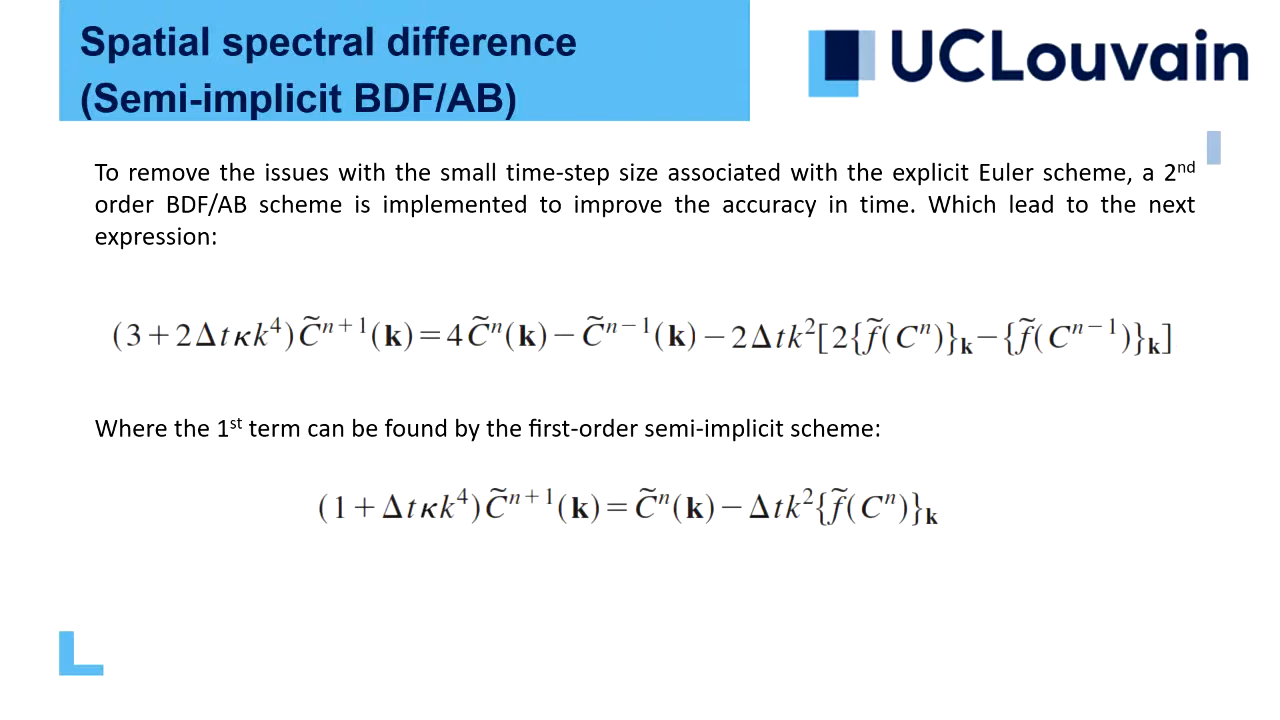 Spatial spectral difference
(Semi-implicit BDF/AB)
UCLouvain
To remove the issues with the small time-step size associated with the explicit Euler scheme, a 2ⁿᵈ
order BDF/AB scheme is implemented to improve the accuracy in time. Which lead to the next
expression:
(3+2Δtκk⁴)C̃ⁿ⁺¹(𝐤)=4C̃ⁿ(𝐤)−C̃ⁿ⁻¹(𝐤)−2Δtk²[2{f̃(Cⁿ)}_𝐤−{f̃(Cⁿ⁻¹)}_𝐤]
Where the 1ˢᵗ term can be found by the first-order semi-implicit scheme:
(1+Δtκk⁴)C̃ⁿ⁺¹(𝐤)=C̃ⁿ(𝐤)−Δtk²{f̃(Cⁿ)}_𝐤